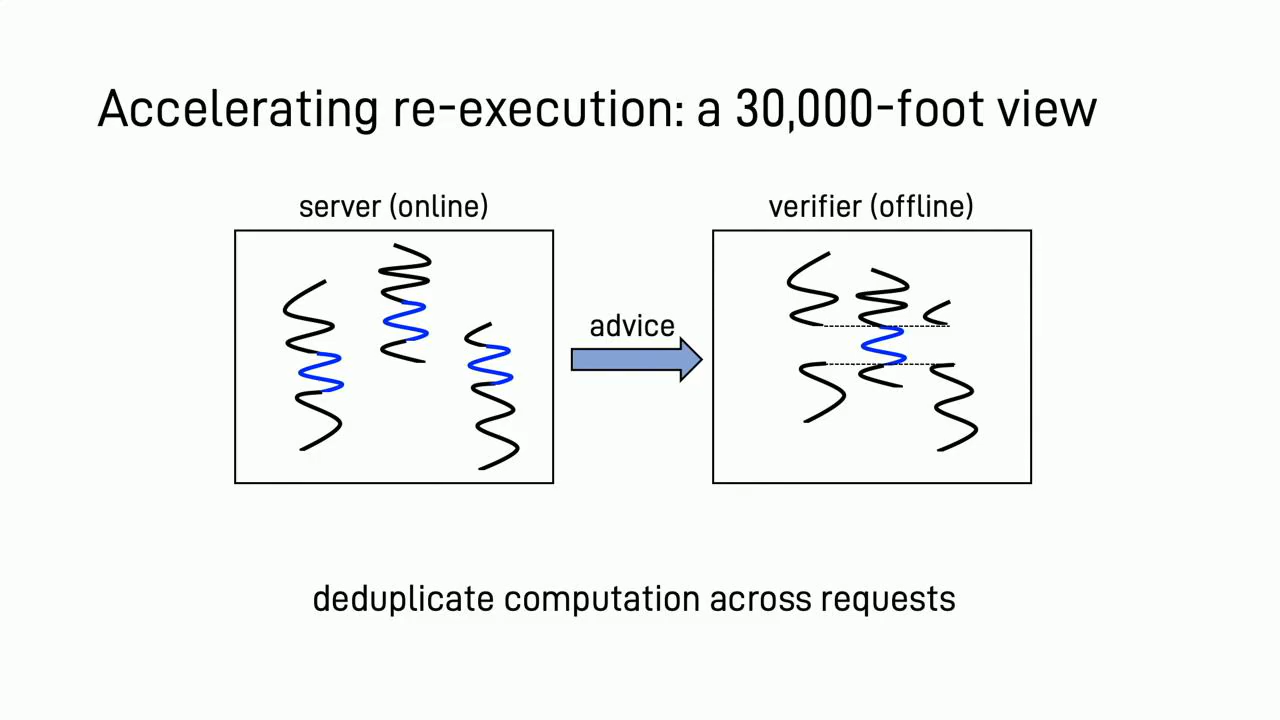 Accelerating re-execution: a 30,000-foot view
server (online)
verifier (offline)
advice
deduplicate computation across requests